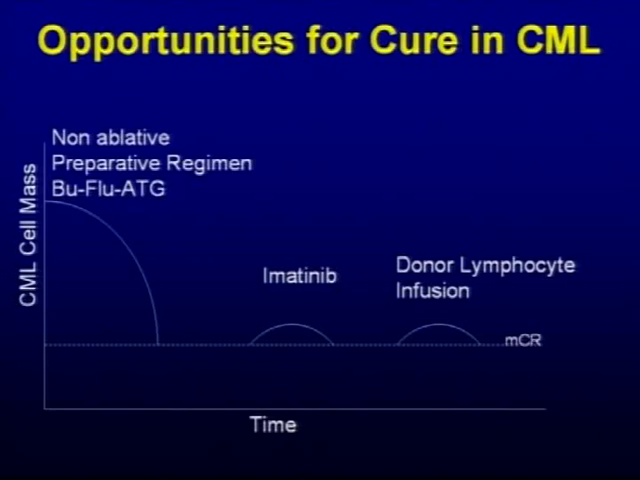 Opportunities for Cure in CML
Non ablative
Preparative Regimen
Bu-Flu-ATG
CML Cell Mass
Imatinib
Donor Lymphocyte
Infusion
mCR
Time